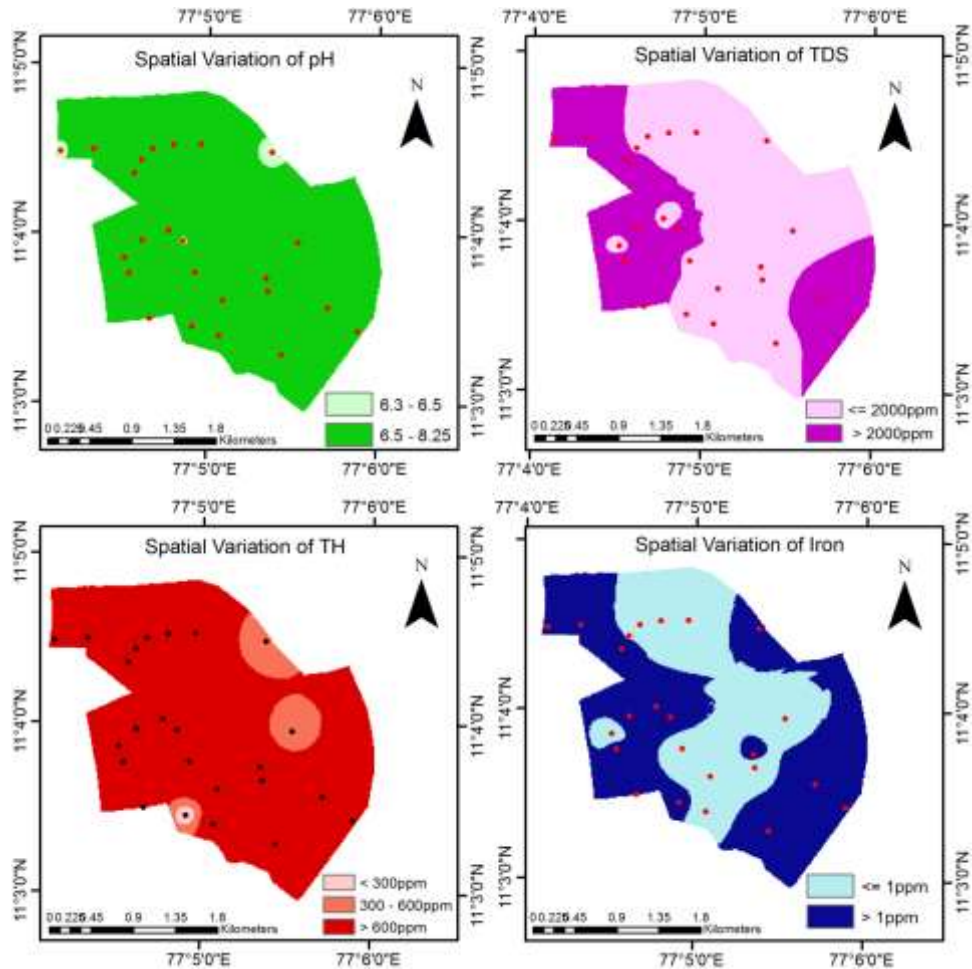 77°5'0"E 77°6'0"E
77°4'0"E 77°5'0"E 77°6'0"E
Spatial Variation of pH
N
11°5'0"N
11°4'0"N
11°3'0"N
6.3 - 6.5
6.5 - 8.25
0 0.225 0.45 0.9 1.35 1.8
Kilometers
77°5'0"E 77°6'0"E
Spatial Variation of TDS
N
11°5'0"N
11°4'0"N
11°3'0"N
<= 2000ppm
> 2000ppm
0 0.225 0.45 0.9 1.35 1.8
Kilometers
77°4'0"E 77°5'0"E 77°6'0"E
77°5'0"E 77°6'0"E
Spatial Variation of TH
N
11°5'0"N
11°4'0"N
11°3'0"N
< 300ppm
300 - 600ppm
> 600ppm
0 0.225 0.45 0.9 1.35 1.8
Kilometers
77°5'0"E 77°6'0"E
77°4'0"E 77°5'0"E 77°6'0"E
Spatial Variation of Iron
N
11°5'0"N
11°4'0"N
11°3'0"N
<= 1ppm
> 1ppm
0 0.225 0.45 0.9 1.35 1.8
Kilometers
77°4'0"E 77°5'0"E 77°6'0"E